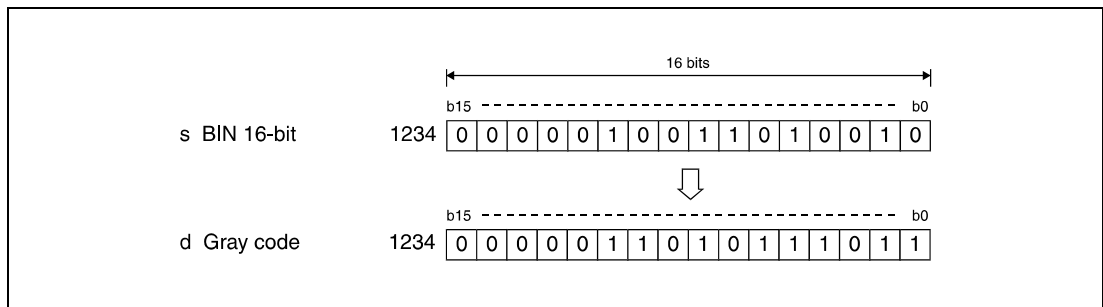 16 bits
b15 b0
s BIN 16-bit 1234 0 0 0 0 0 1 0 0 1 1 0 1 0 0 1 0
b15 b0
d Gray code 1234 0 0 0 0 0 1 1 0 1 0 1 1 1 0 1 1